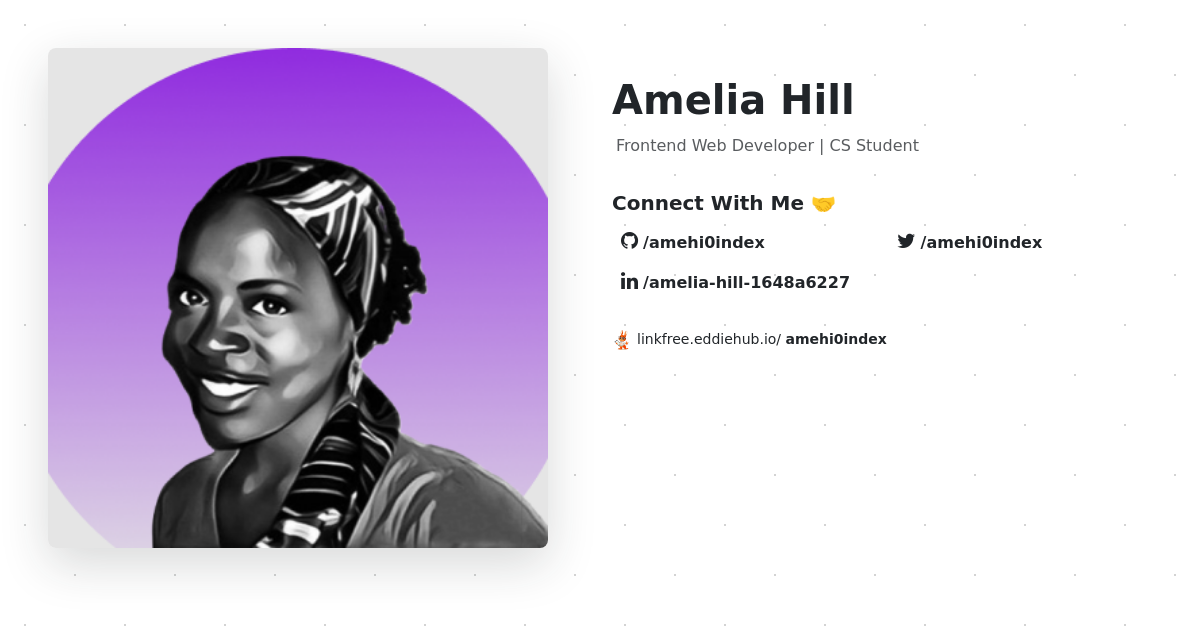 Amelia Hill
Frontend Web Developer | CS Student
Connect With Me 🤝
/amehi0index
/amehi0index
/amelia-hill-1648a6227
linkfree.eddiehub.io/ amehi0index